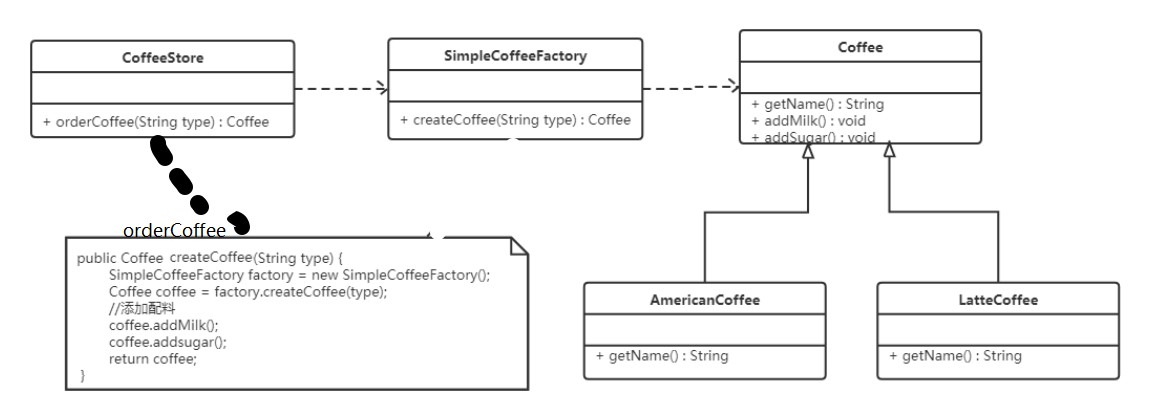 CoffeeStore
+ orderCoffee(String type) : Coffee
SimpleCoffeeFactory
+ createCoffee(String type) : Coffee
Coffee
+ getName() : String
+ addMilk() : void
+ addSugar() : void
orderCoffee
public Coffee createCoffee(String type) {
SimpleCoffeeFactory factory = new SimpleCoffeeFactory();
Coffee coffee = factory.createCoffee(type);
//添加配料
coffee.addMilk();
coffee.addsugar();
return coffee;
}
AmericanCoffee
+ getName() : String
LatteCoffee
+ getName() : String